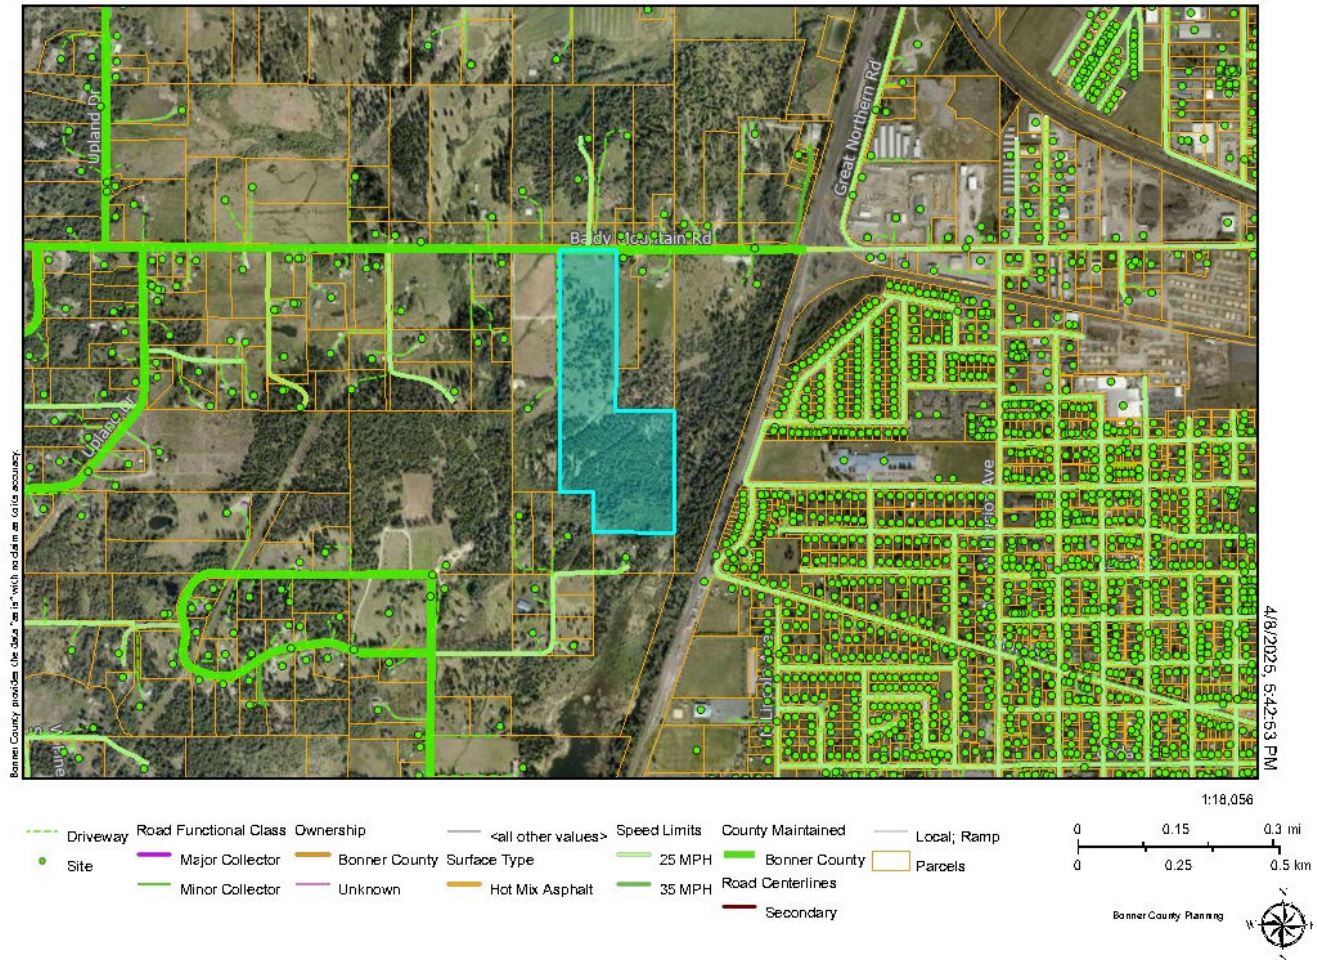 Upland Dr
Great Northern Rd
Baldy Mountain Rd
Upland Dr
Division Ave
Bonner County provides this data "as is" with no claim as to its accuracy.
4/8/2025, 5:42:53 PM
1:18,056
Driveway
Site
Road Functional Class
Major Collector
Minor Collector
Ownership
Bonner County
Unknown
<all other values>
Surface Type
Hot Mix Asphalt
Speed Limits
25 MPH
35 MPH
County Maintained
Bonner County
Road Centerlines
Secondary
Local; Ramp
Parcels
0 0.15 0.3 mi
0 0.25 0.5 km
Bonner County Planning
W